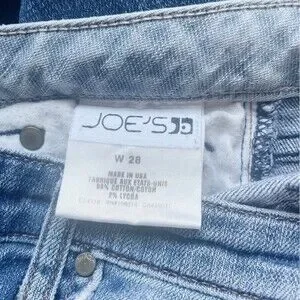 JOE'S
W 28
MADE IN USA
FABRIQUE AUX ETATS-UNIS
98% COTTON/COTON
2% LYCRA